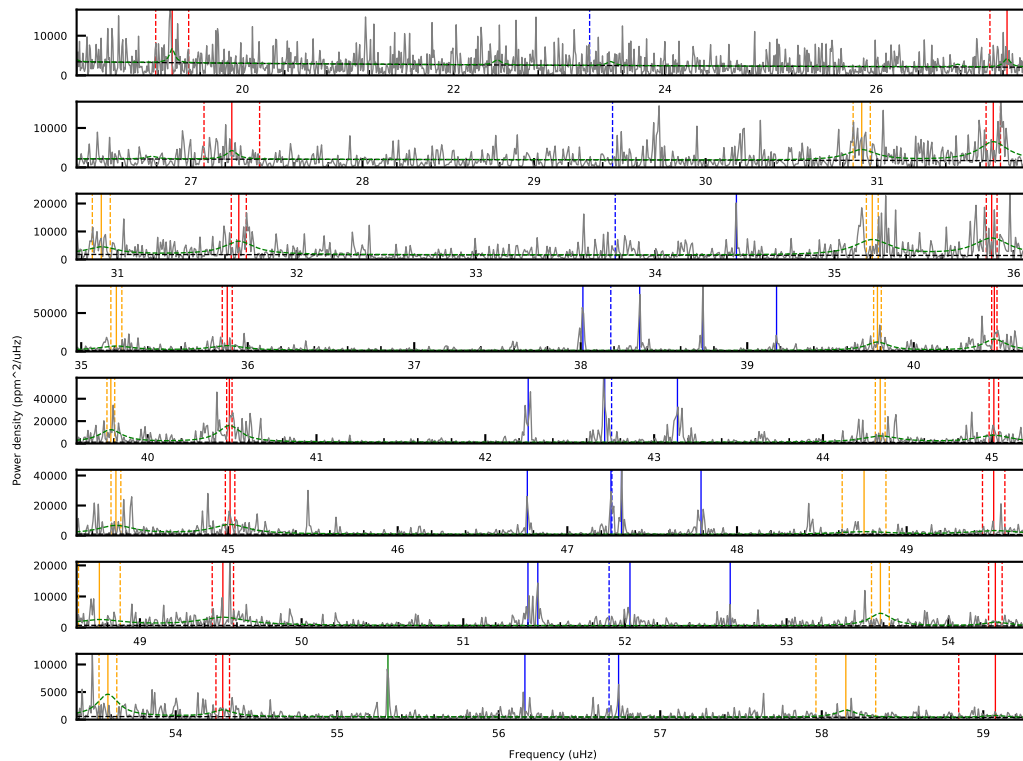 10000
0
20 22 24 26
10000
0
27 28 29 30 31
20000
10000
0
31 32 33 34 35 36
50000
0
35 36 37 38 39 40
40000
20000
0
40 41 42 43 44 45
40000
20000
0
45 46 47 48 49
20000
10000
0
49 50 51 52 53 54
10000
5000
0
54 55 56 57 58 59
Power density (ppm^2/uHz)
Frequency (uHz)